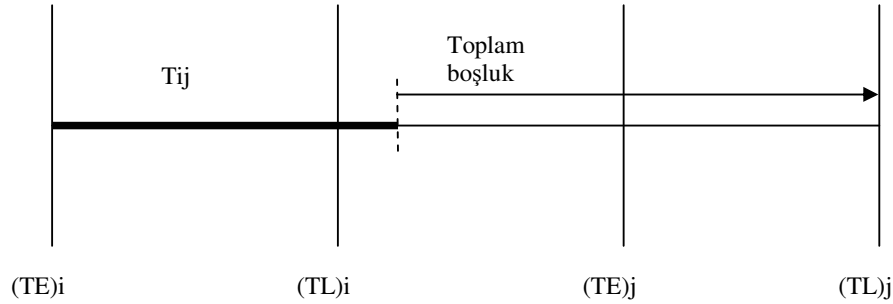 Toplam
boşluk
Tij
(TE)i
(TL)i
(TE)j
(TL)j